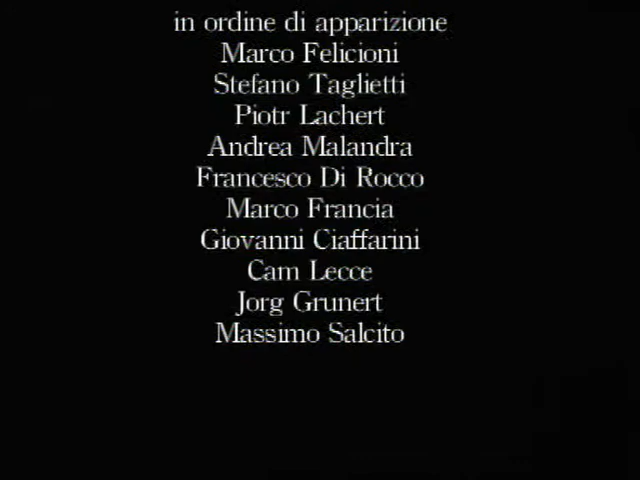 in ordine di apparizione
Marco Felicioni
Stefano Taglietti
Piotr Lachert
Andrea Malandra
Francesco Di Rocco
Marco Francia
Giovanni Ciaffarini
Cam Lecce
Jorg Grunert
Massimo Salcito